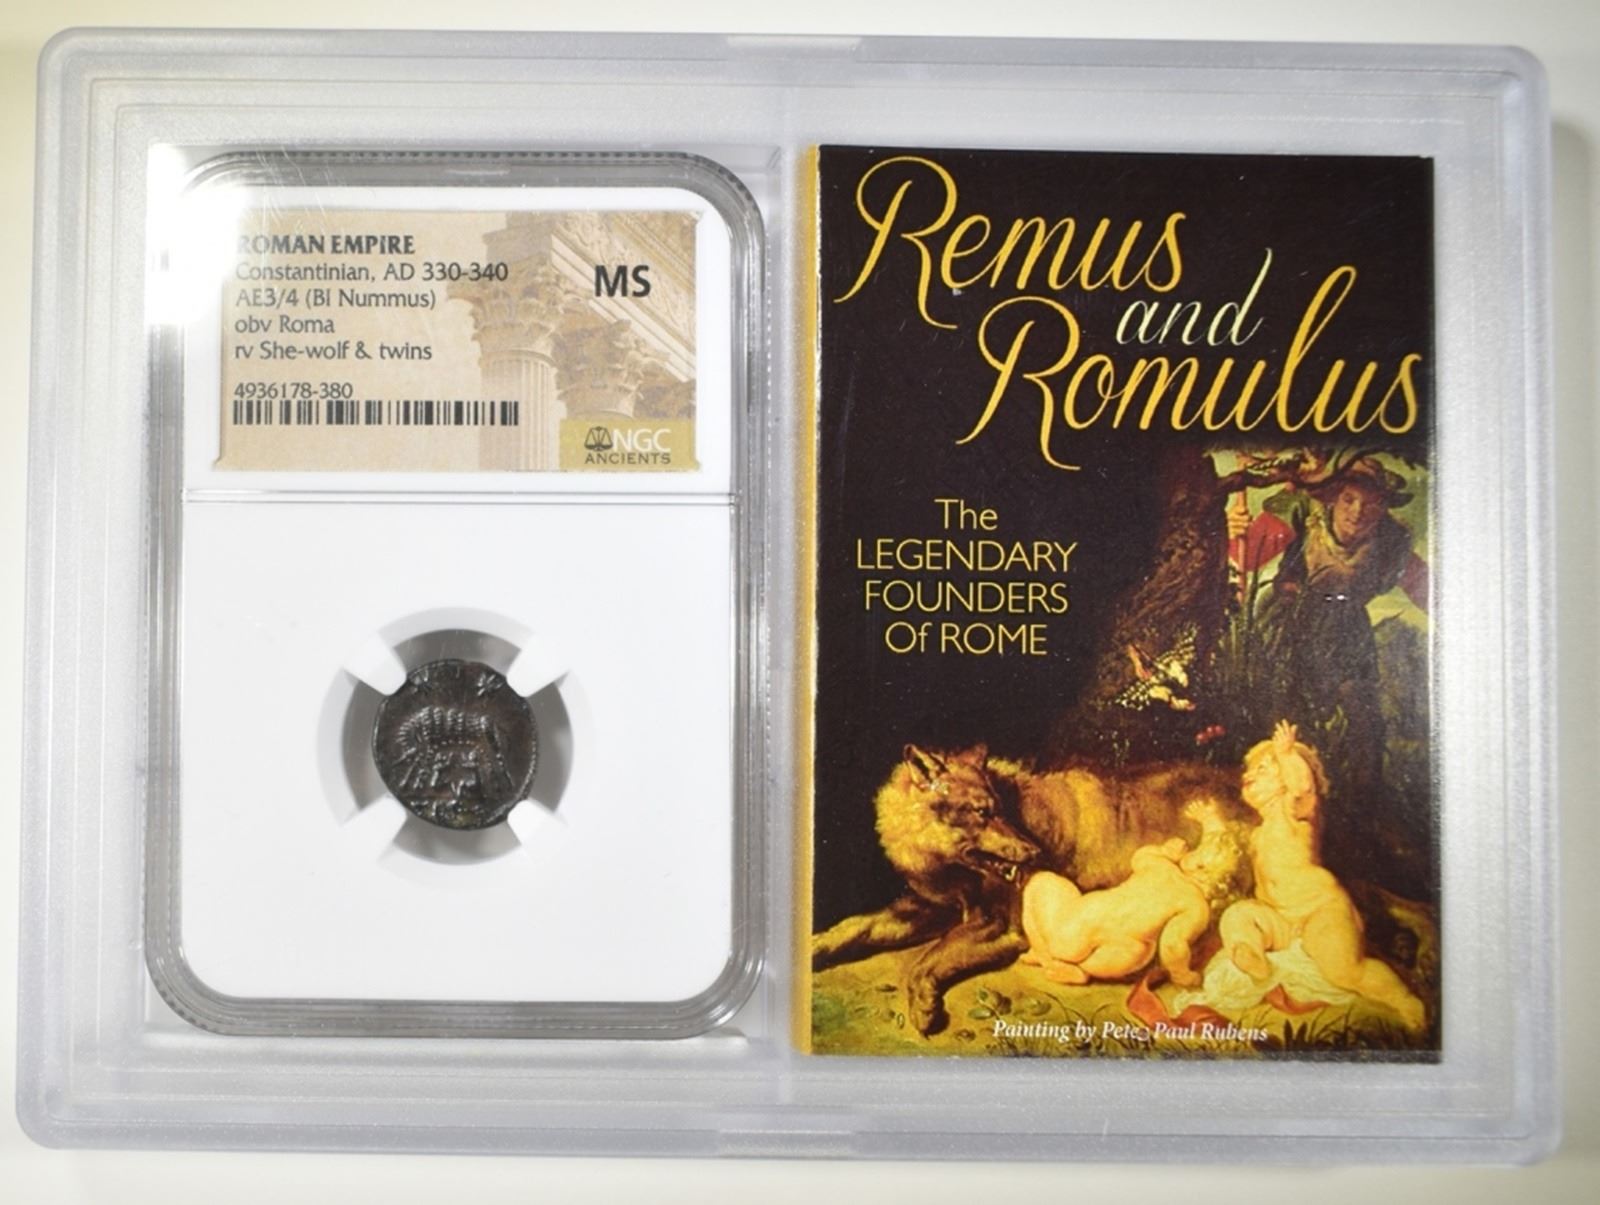 ROMAN EMPIRE
Constantinian, AD 330-340
AE3/4 (BI Nummus)
obv Roma
rv She-wolf & twins
4936178-380
MS
NGC
ANCIENTS
Remus
and
Romulus
The
LEGENDARY
FOUNDERS
Of ROME
Painting by Peter Paul Rubens